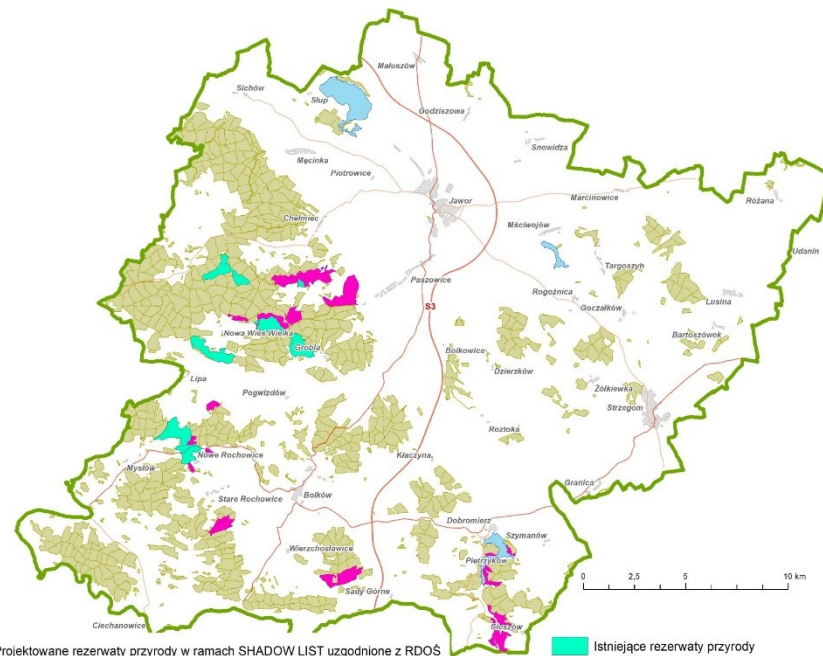 Małuszów
Sichów
Słup
Godziszowa
Snowidza
Męcinka
Piotrowice
Jawor
Marcinowice
Różana
Chełmiec
Mściwojów
Udanin
Paszowice
Targoszyn
Rogoźnica
Lusina
S3
Goczałków
Nowa Wieś Wielka
Bartoszówek
Grobla
Bolkowice
Dzierzków
Lipa
Żółkiewka
Pogwizdów
Strzegom
Roztoka
Nowe Rochowice
Kłaczyna
Mysłów
Granica
Stare Rochowice
Bolków
Dobromierz
Szymanów
Wierzchosławice
Pietrzyków
0 2,5 5 10 km
Sady Górne
Cieszów
Ciechanowice
Projektowane rezerwaty przyrody w ramach SHADOW LIST uzgodnione z RDOŚ
Istniejące rezerwaty przyrody